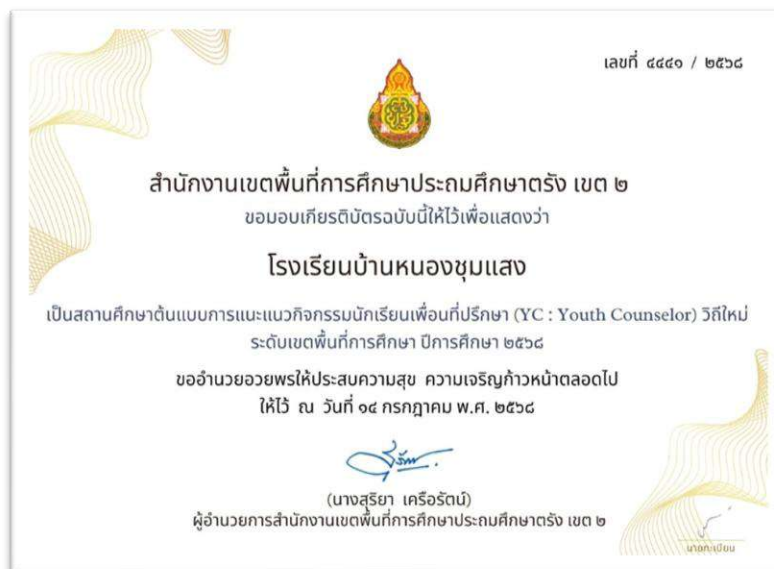 เลขที่ ๔๔๔๑ / ๒๕๖๘
สำนักงานเขตพื้นที่การศึกษาประถมศึกษาตรัง เขต ๒
ขอมอบเกียรติบัตรฉบับนี้ให้ไว้เพื่อแสดงว่า
โรงเรียนบ้านหนองชุมแสง
เป็นสถานศึกษาต้นแบบการแนะแนวกิจกรรมนักเรียนเพื่อนที่ปรึกษา (YC : Youth Counselor) วิถีใหม่
ระดับเขตพื้นที่การศึกษา ปีการศึกษา ๒๕๖๘
ขออำนวยอวยพรให้ประสบความสุข ความเจริญก้าวหน้าตลอดไป
ให้ไว้ ณ วันที่ ๑๔ กรกฎาคม พ.ศ. ๒๕๖๘
(นางสุริยา เครือรัตน์)
ผู้อำนวยการสำนักงานเขตพื้นที่การศึกษาประถมศึกษาตรัง เขต ๒
นายทะเบียน